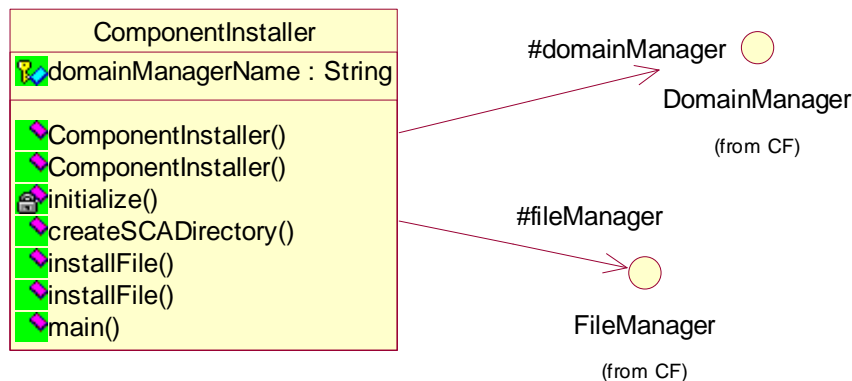 ComponentInstaller
domainManagerName : String
ComponentInstaller()
ComponentInstaller()
initialize()
createSCADirectory()
installFile()
installFile()
main()
#domainManager
DomainManager
(from CF)
#fileManager
FileManager
(from CF)